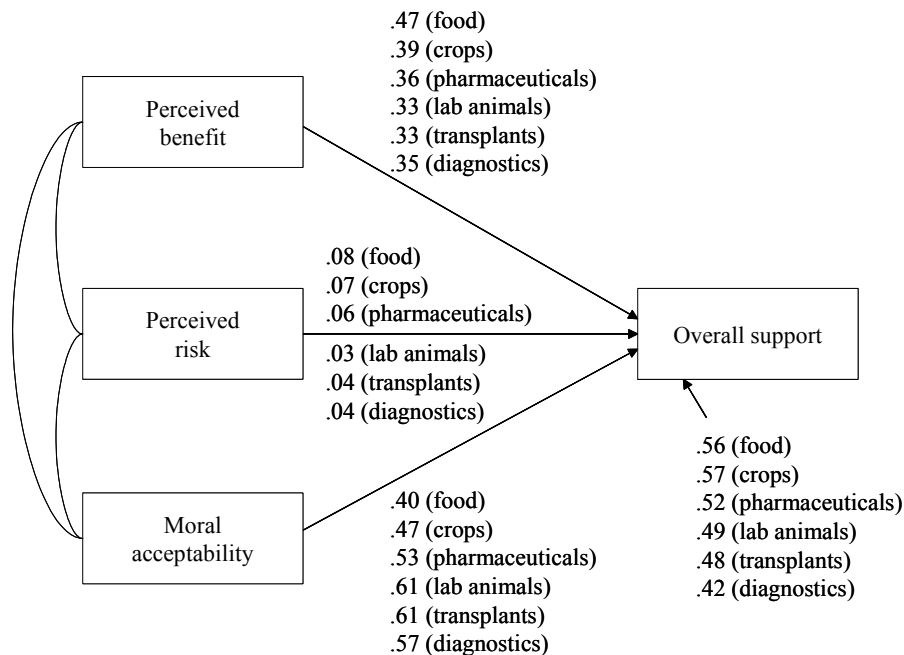 .47 (food)
.39 (crops)
.36 (pharmaceuticals)
.33 (lab animals)
.33 (transplants)
.35 (diagnostics)
Perceived
benefit
.08 (food)
.07 (crops)
.06 (pharmaceuticals)
Perceived
risk
.03 (lab animals)
.04 (transplants)
.04 (diagnostics)
Overall support
Moral
acceptability
.40 (food)
.47 (crops)
.53 (pharmaceuticals)
.61 (lab animals)
.61 (transplants)
.57 (diagnostics)
.56 (food)
.57 (crops)
.52 (pharmaceuticals)
.49 (lab animals)
.48 (transplants)
.42 (diagnostics)